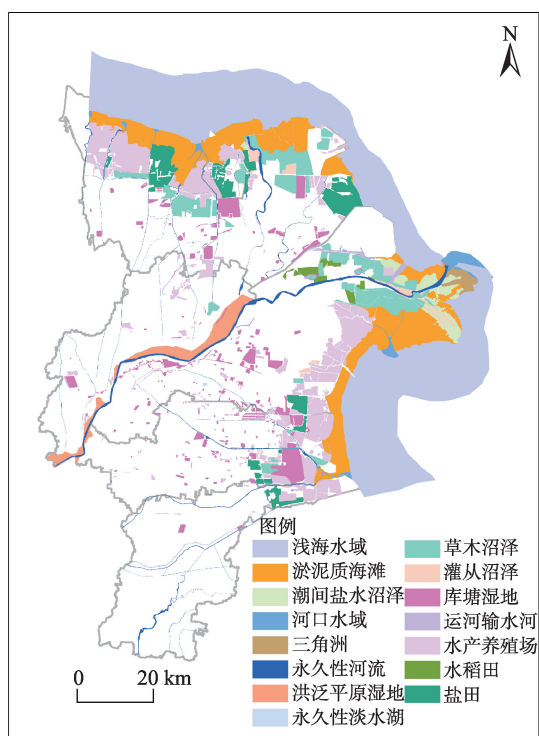 N
图例
浅海水域
淤泥质海滩
潮间盐水沼泽
河口水域
三角洲
永久性河流
洪泛平原湿地
永久性淡水湖
草木沼泽
灌从沼泽
库塘湿地
运河输水河
水产养殖场
水稻田
盐田
0 20 km